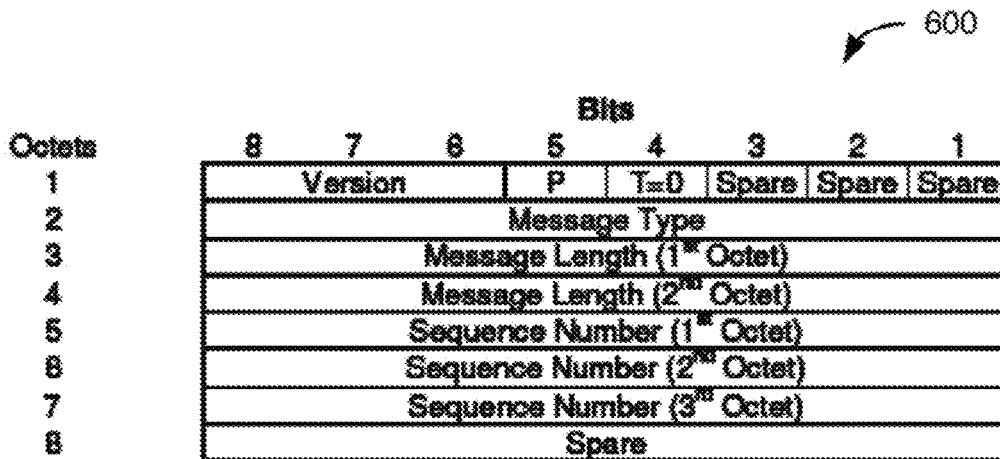 600
Bits
Octets 8 7 6 5 4 3 2 1
1 Version P T=0 Spare Spare Spare
2 Message Type
3 Message Length (1st Octet)
4 Message Length (2nd Octet)
5 Sequence Number (1st Octet)
6 Sequence Number (2nd Octet)
7 Sequence Number (3rd Octet)
8 Spare